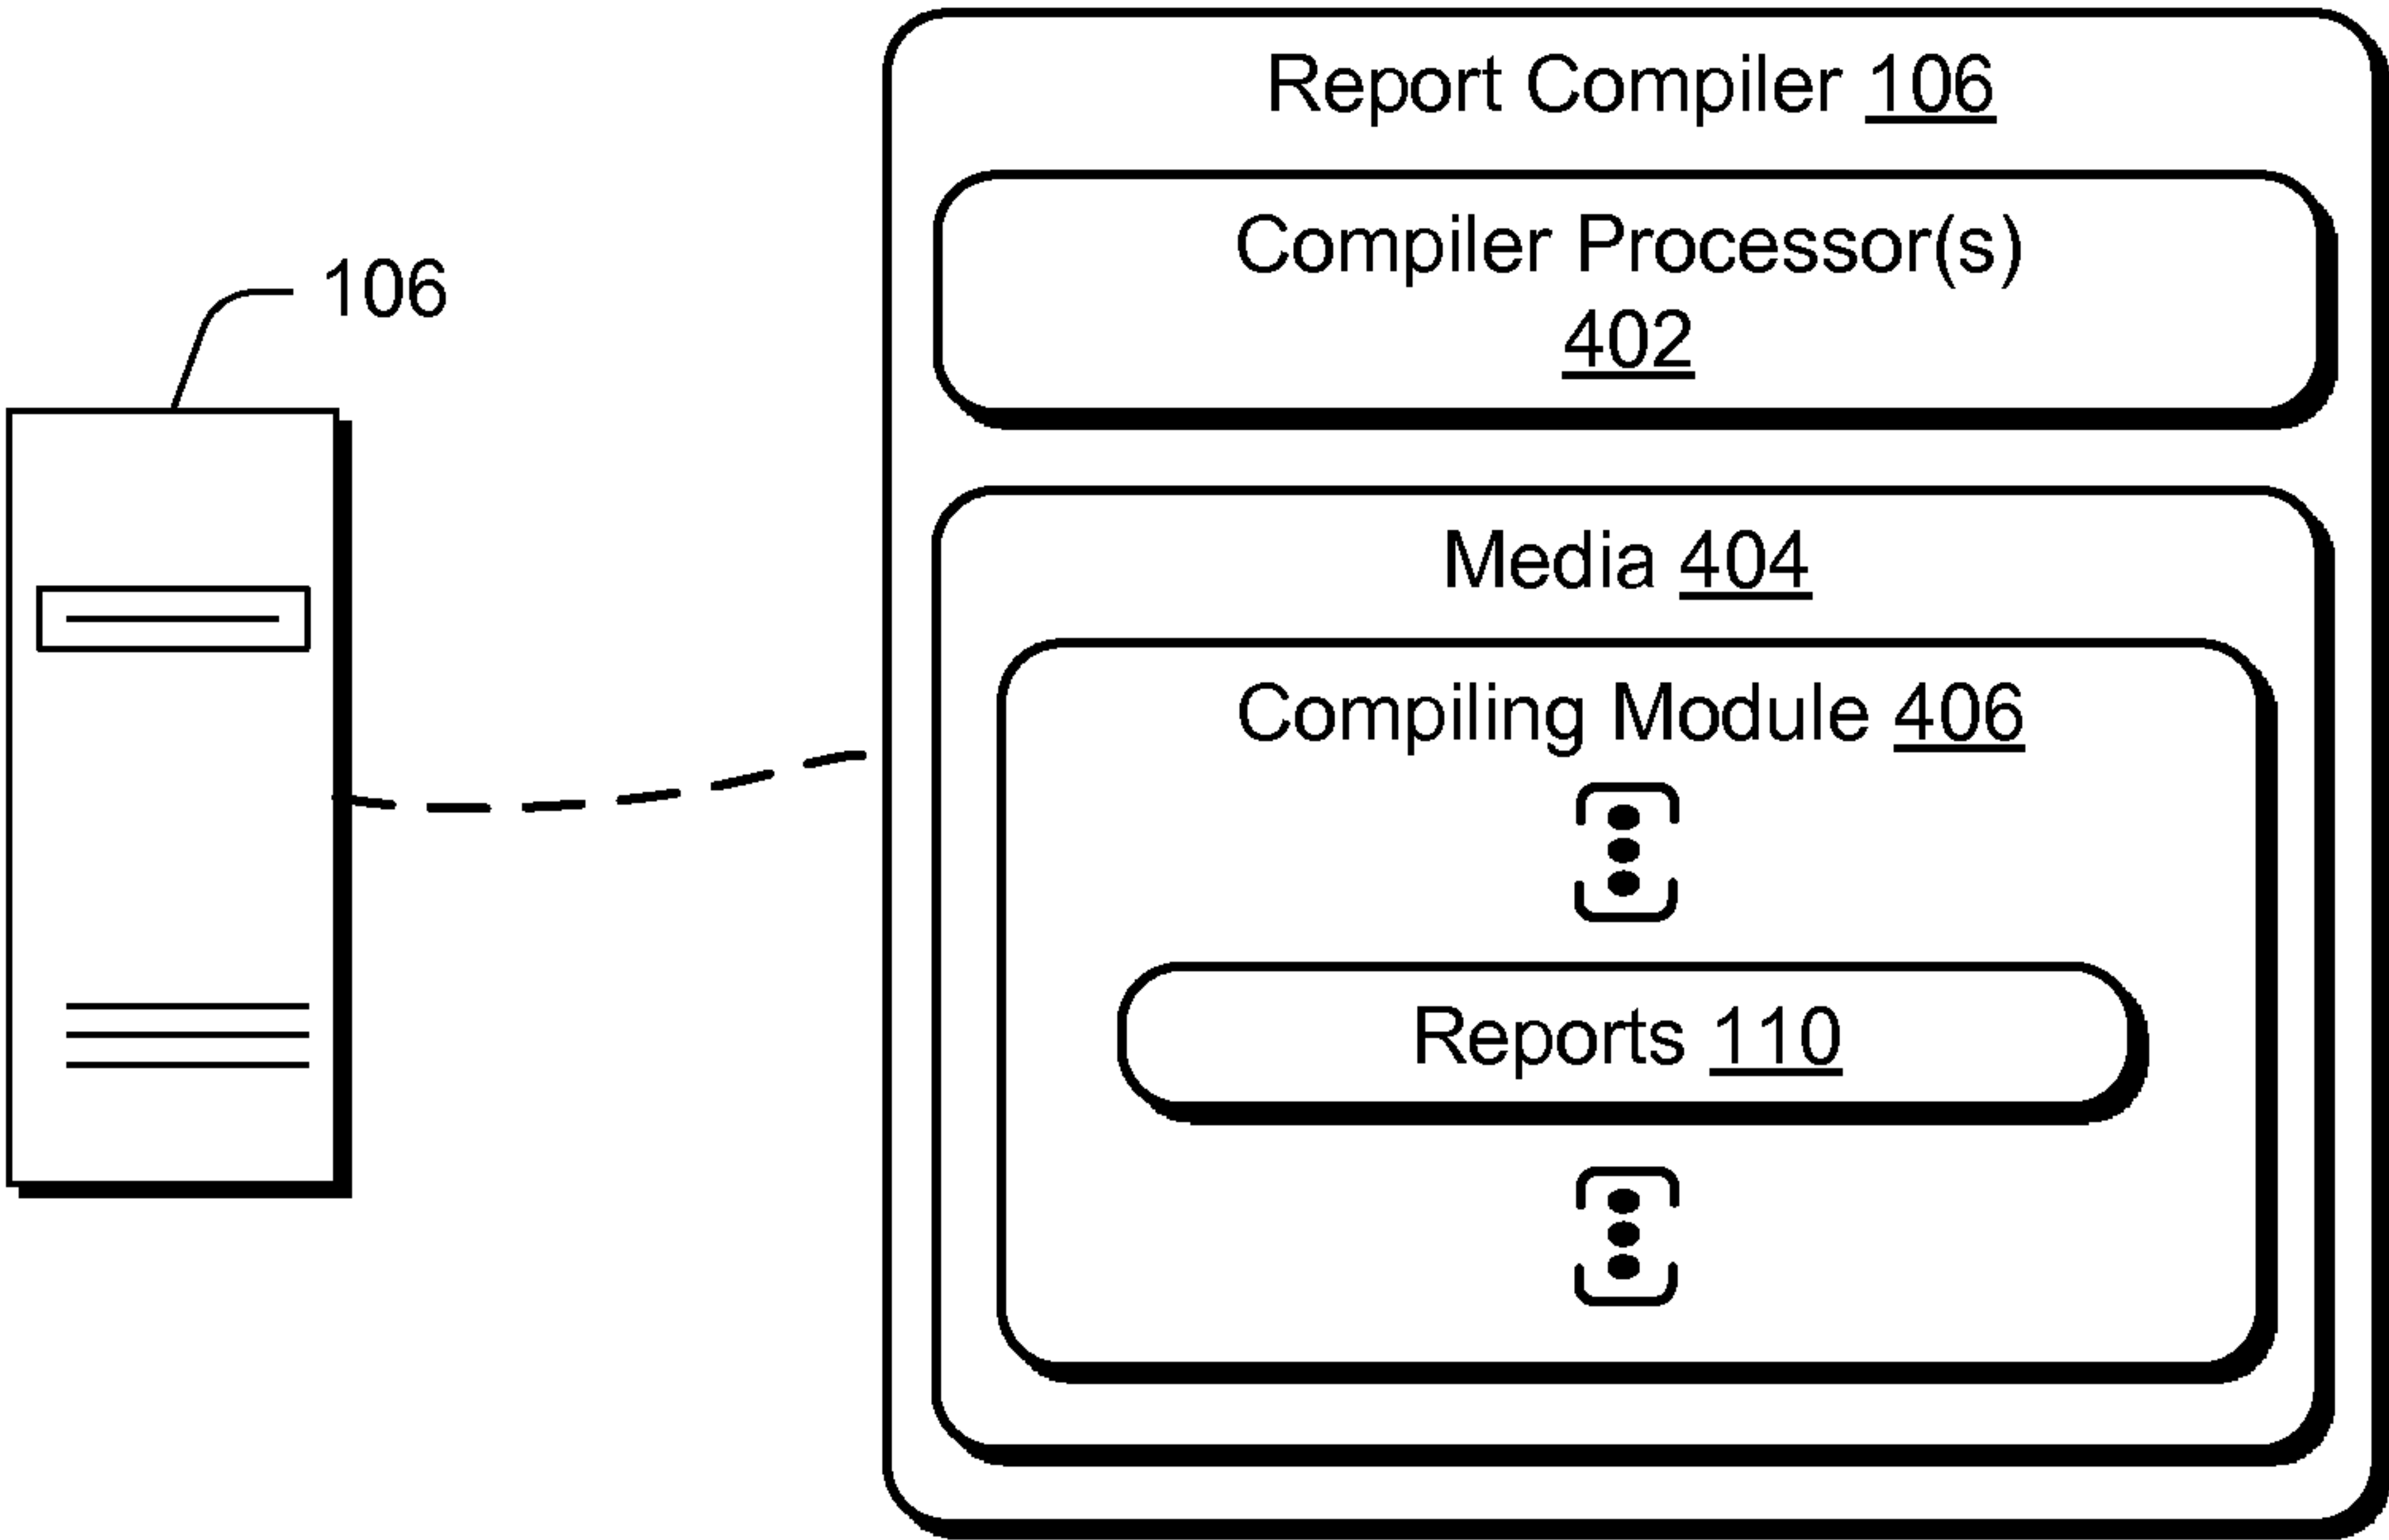 Report Compiler 106
Compiler Processor(s)
402
106
Media 404
Compiling Module 406
Reports 110